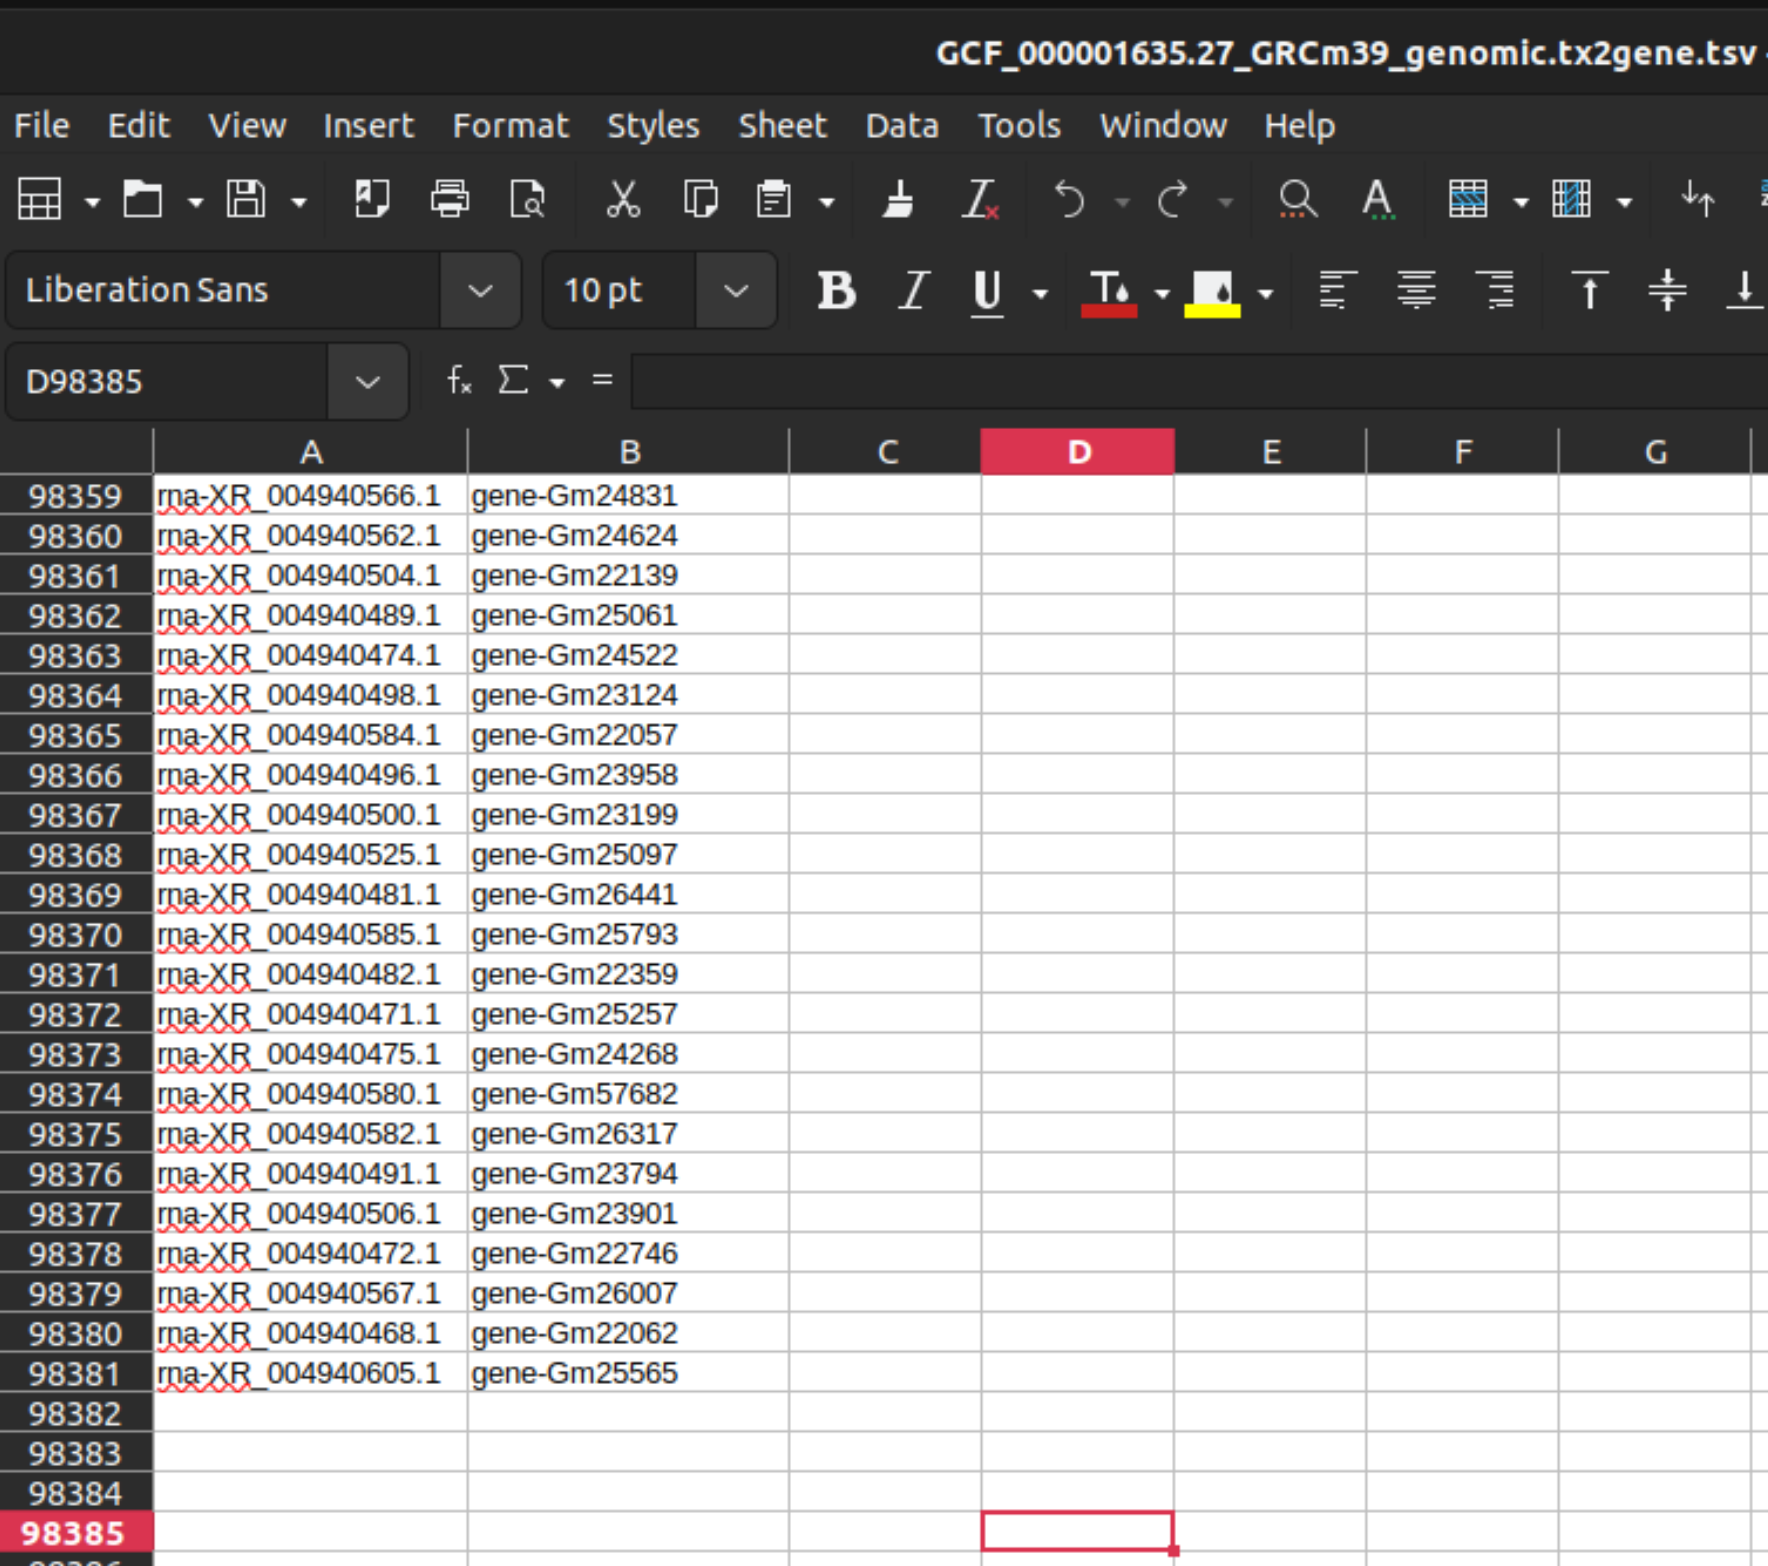 GCF_000001635.27_GRCm39_genomic.tx2gene.tsv
File Edit View Insert Format Styles Sheet Data Tools Window Help
Liberation Sans 10 pt B I U
D98385 =
A B C D E F G
98359 rna-XR_004940566.1 gene-Gm24831
98360 rna-XR_004940562.1 gene-Gm24624
98361 rna-XR_004940504.1 gene-Gm22139
98362 rna-XR_004940489.1 gene-Gm25061
98363 rna-XR_004940474.1 gene-Gm24522
98364 rna-XR_004940498.1 gene-Gm23124
98365 rna-XR_004940584.1 gene-Gm22057
98366 rna-XR_004940496.1 gene-Gm23958
98367 rna-XR_004940500.1 gene-Gm23199
98368 rna-XR_004940525.1 gene-Gm25097
98369 rna-XR_004940481.1 gene-Gm26441
98370 rna-XR_004940585.1 gene-Gm25793
98371 rna-XR_004940482.1 gene-Gm22359
98372 rna-XR_004940471.1 gene-Gm25257
98373 rna-XR_004940475.1 gene-Gm24268
98374 rna-XR_004940580.1 gene-Gm57682
98375 rna-XR_004940582.1 gene-Gm26317
98376 rna-XR_004940491.1 gene-Gm23794
98377 rna-XR_004940506.1 gene-Gm23901
98378 rna-XR_004940472.1 gene-Gm22746
98379 rna-XR_004940567.1 gene-Gm26007
98380 rna-XR_004940468.1 gene-Gm22062
98381 rna-XR_004940605.1 gene-Gm25565
98382
98383
98384
98385